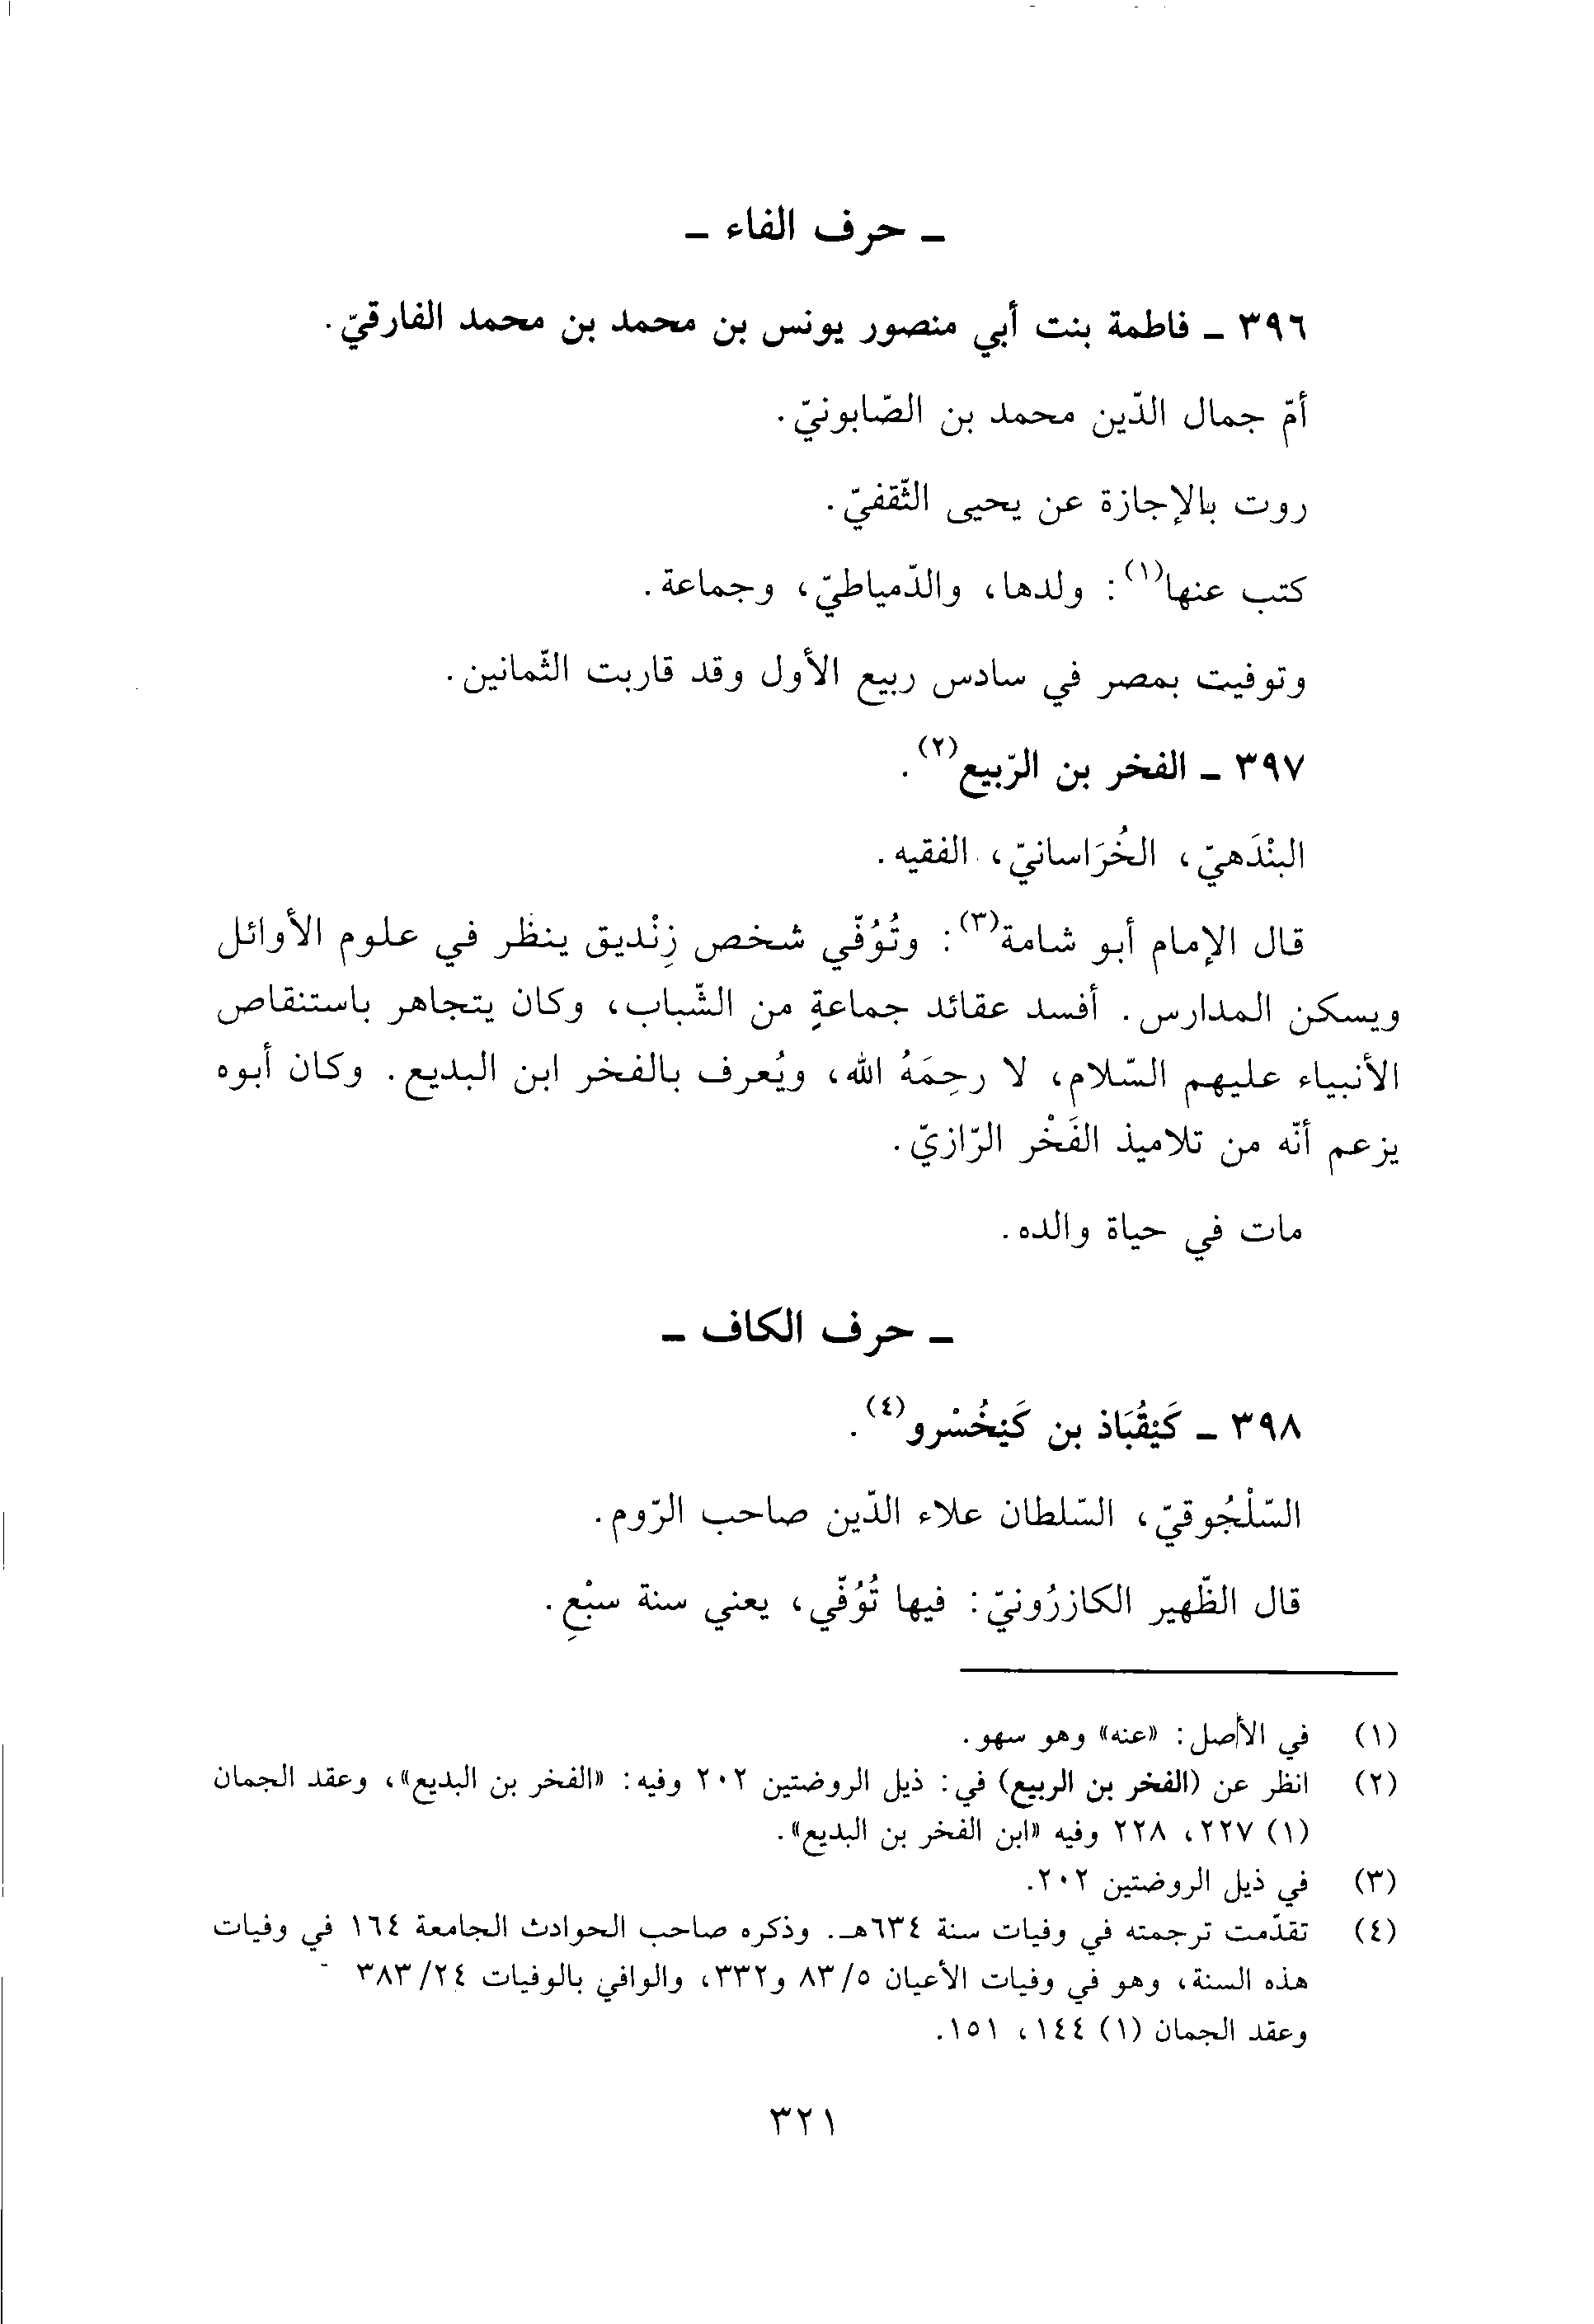 ـ حرف الفاء ـ
٣٩٦ ـ فاطمة بنت أبي منصور يونس بن محمد بن محمد الفارقيّ.
أمّ جمال الدّين محمد بن الصّابونيّ.
روت بالإجازة عن يحيى الثّقفيّ.
كتب عنها(١): ولدها، والدّمياطيّ، وجماعة.
وتوفيت بمصر في سادس ربيع الأول وقد قاربت الثّمانين.
٣٩٧ ـ الفخر بن الرّبيع(٢).
البنْدَهيّ، الخُرَاسانيّ، الفقيه.
قال الإمام أبو شامة(٣): وتُوُفّي شخص زِنْديق ينظر في علوم الأوائل
ويسكن المدارس. أفسد عقائد جماعةٍ من الشّباب، وكان يتجاهر باستنقاص
الأنبياء عليهم السّلام، لا رحِمَهُ الله، ويُعرف بالفخر ابن البديع. وكان أبوه
يزعم أنّه من تلاميذ الفَخْر الرّازيّ.
مات في حياة والده.
ـ حرف الكاف ـ
٣٩٨ ـ كَيْقُبَاذ بن كَيْخُسْرو(٤).
السّلْجُوقيّ، السّلطان علاء الدّين صاحب الرّوم.
قال الظّهير الكازرُونيّ: فيها تُوُفّي، يعني سنة سبْعِ.
(١) في الأصل: «عنه» وهو سهو.
(٢) انظر عن (الفخر بن الربيع) في: ذيل الروضتين ٢٠٢ وفيه: «الفخر بن البديع»، وعقد الجمان
(١) ٢٢٧، ٢٢٨ وفيه «ابن الفخر بن البديع».
(٣) في ذيل الروضتين ٢٠٢.
(٤) تقدّمت ترجمته في وفيات سنة ٦٣٤هـ. وذكره صاحب الحوادث الجامعة ١٦٤ في وفيات
هذه السنة، وهو في وفيات الأعيان ٨٣/٥ و٣٣٢، والوافي بالوفيات ٣٨٣/٢٤
وعقد الجمان (١) ١٤٤، ١٥١.
٣٢١